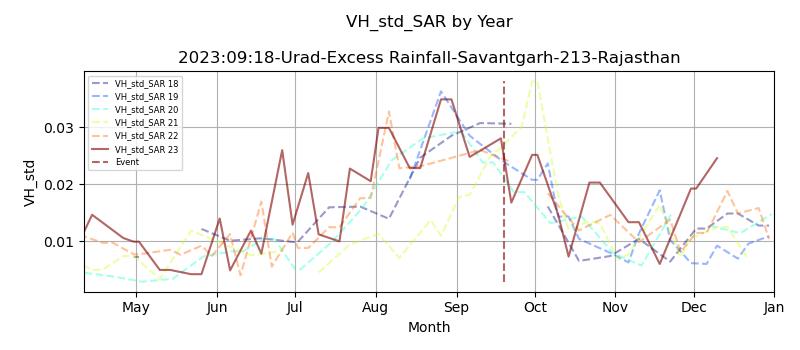 VH_std_SAR by Year
2023:09:18-Urad-Excess Rainfall-Savantgarh-213-Rajasthan
VH_std_SAR 18
VH_std_SAR 19
VH_std_SAR 20
VH_std_SAR 21
VH_std_SAR 22
VH_std_SAR 23
Event
VH_std
0.03
0.02
0.01
May Jun Jul Aug Sep Oct Nov Dec Jan
Month